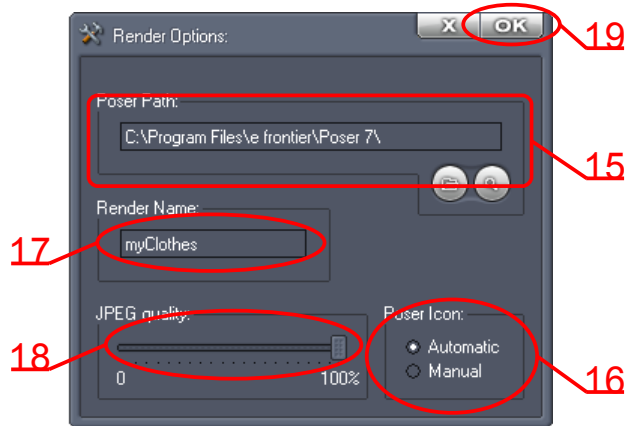 Render Options:
X
OK
19
Poser Path:
C:\Program Files\e frontier\Poser 7\
15
Render Name:
17
myClothes
JPEG quality:
Poser Icon:
18
Automatic
0
100%
Manual
16